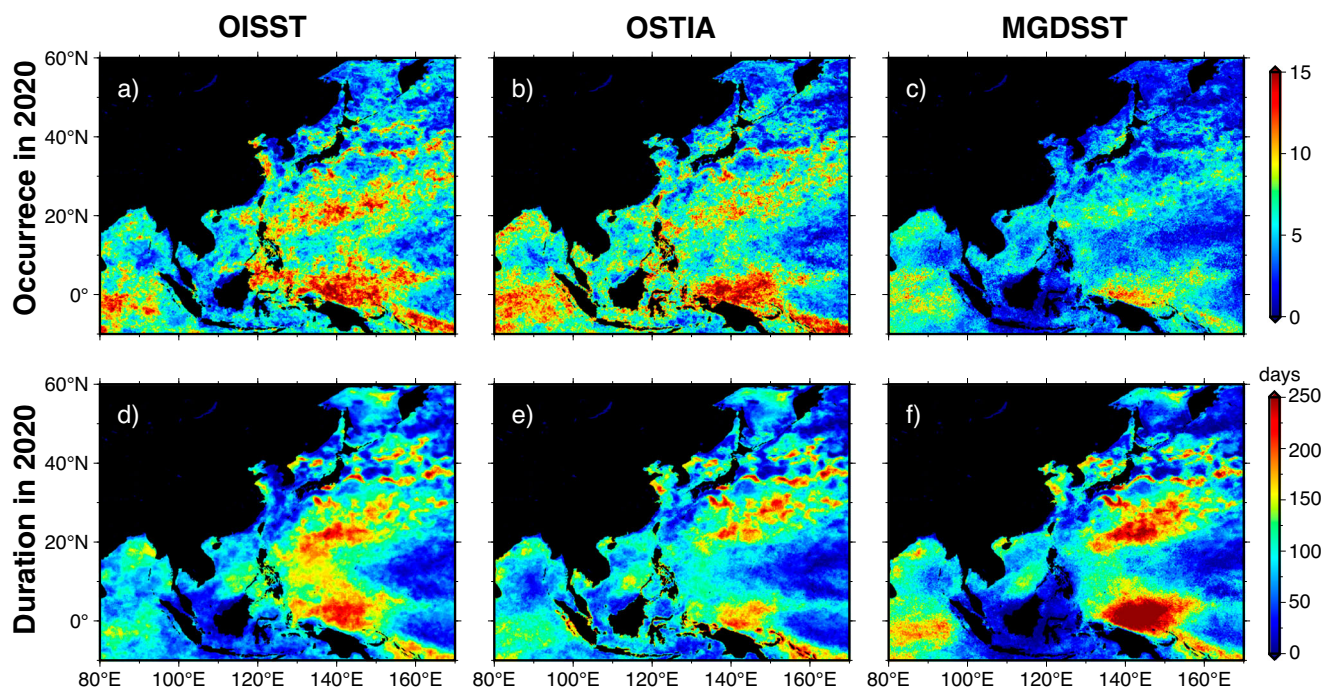 OISST OSTIA MGDSST
60°N
40°N
20°N
0°
a) b) c)
Occurrece in 2020
15
10
5
0
60°N
40°N
20°N
0°
d) e) f)
Duration in 2020
days
250
200
150
100
50
0
80°E 100°E 120°E 140°E 160°E 80°E 100°E 120°E 140°E 160°E 80°E 100°E 120°E 140°E 160°E